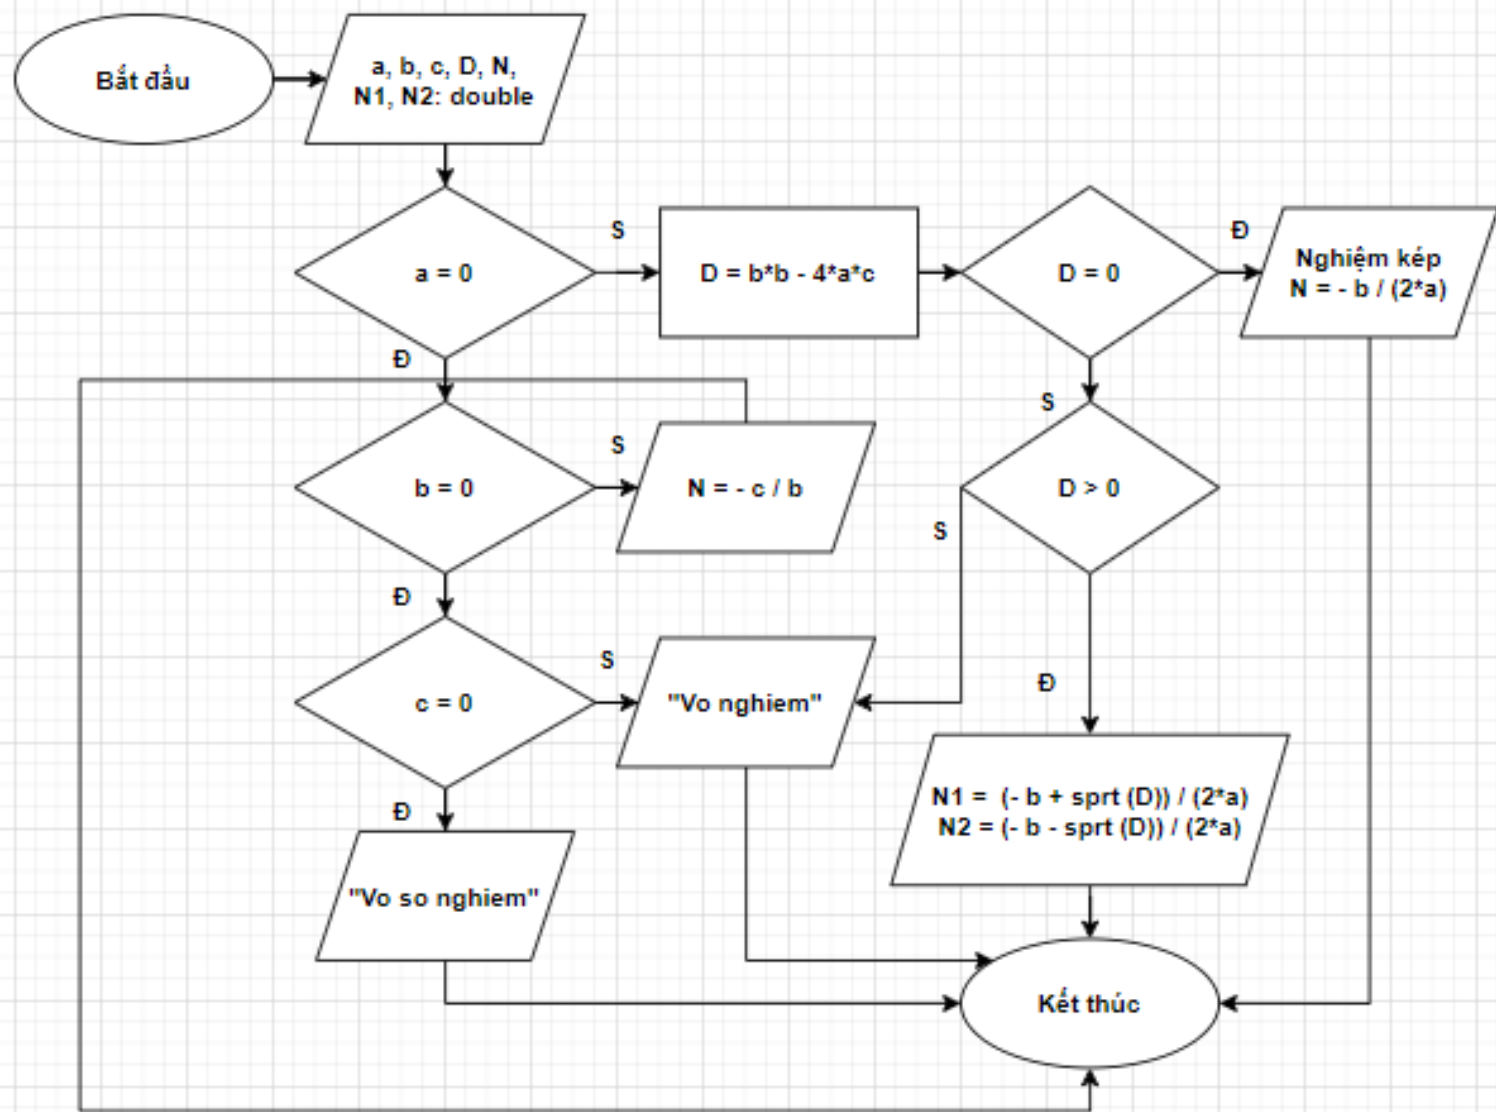 Bắt đầu
a, b, c, D, N,
N1, N2: double
a = 0
S
D = b*b - 4*a*c
D = 0
Đ
Nghiệm kép
N = - b / (2*a)
Đ
S
b = 0
S
N = - c / b
D > 0
S
Đ
c = 0
S
"Vo nghiem"
Đ
N1 = (- b + sprt (D)) / (2*a)
N2 = (- b - sprt (D)) / (2*a)
Đ
"Vo so nghiem"
Kết thúc